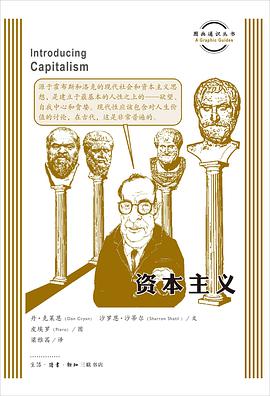 图典通识丛书
A Graphic Guides
Introducing
Capitalism
源于霍布斯和洛克的现代社会和资本主义思
想，是建立于最基本的人性之上的——欲望、
自我中心和贪婪。现代性应该包含对人生价
值的讨论，在古代，这是非常普遍的。
资本主义
丹·克莱恩 (Dan Cryan) 沙罗恩·沙蒂尔 (Sharron Shatil) / 文
皮埃罗 (Piero) / 图
梁雅茜 / 译
生活·读书·新知 三联书店